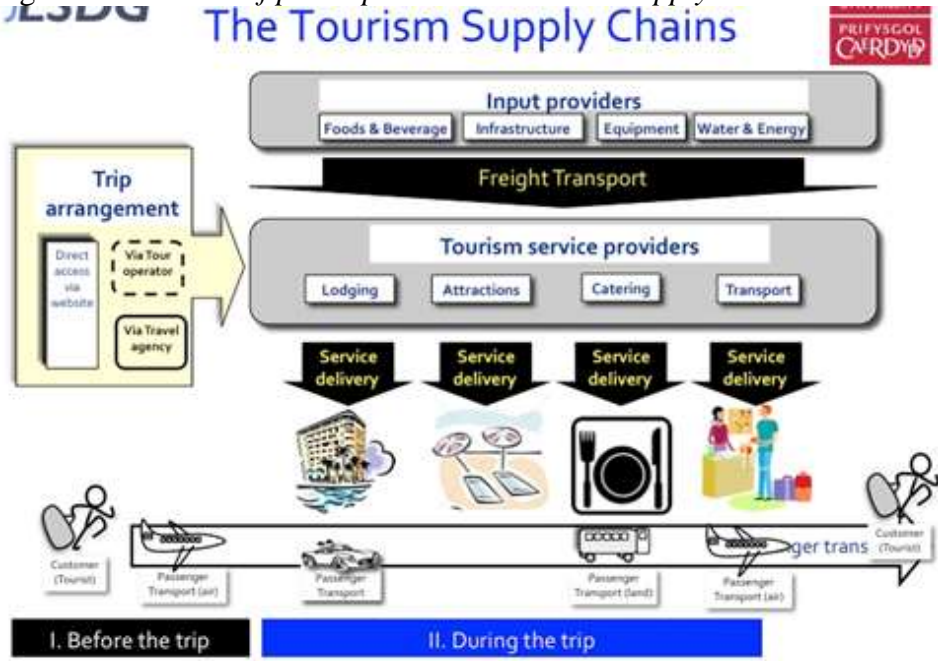 The Tourism Supply Chains
PRIFYSGOL
CAERDYD
Input providers
Foods & Beverage
Infrastructure
Equipment
Water & Energy
Freight Transport
Trip
arrangement
Direct
access
via
website
Via Tour
operator
Via Travel
agency
Tourism service providers
Lodging
Attractions
Catering
Transport
Service
delivery
Service
delivery
Service
delivery
Service
delivery
Customer
(Tourist)
Passenger
Transport (air)
Passenger
Transport
Passenger
Transport (land)
Passenger
Transport (air)
ger trans
Customer
(Tourist)
I. Before the trip
II. During the trip